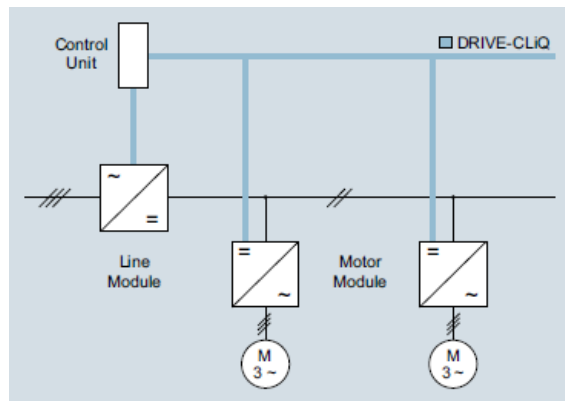 Control
Unit
DRIVE-CLiQ
~
=
Line
Module
=
~
Motor
Module
=
~
M
3 ~
M
3 ~